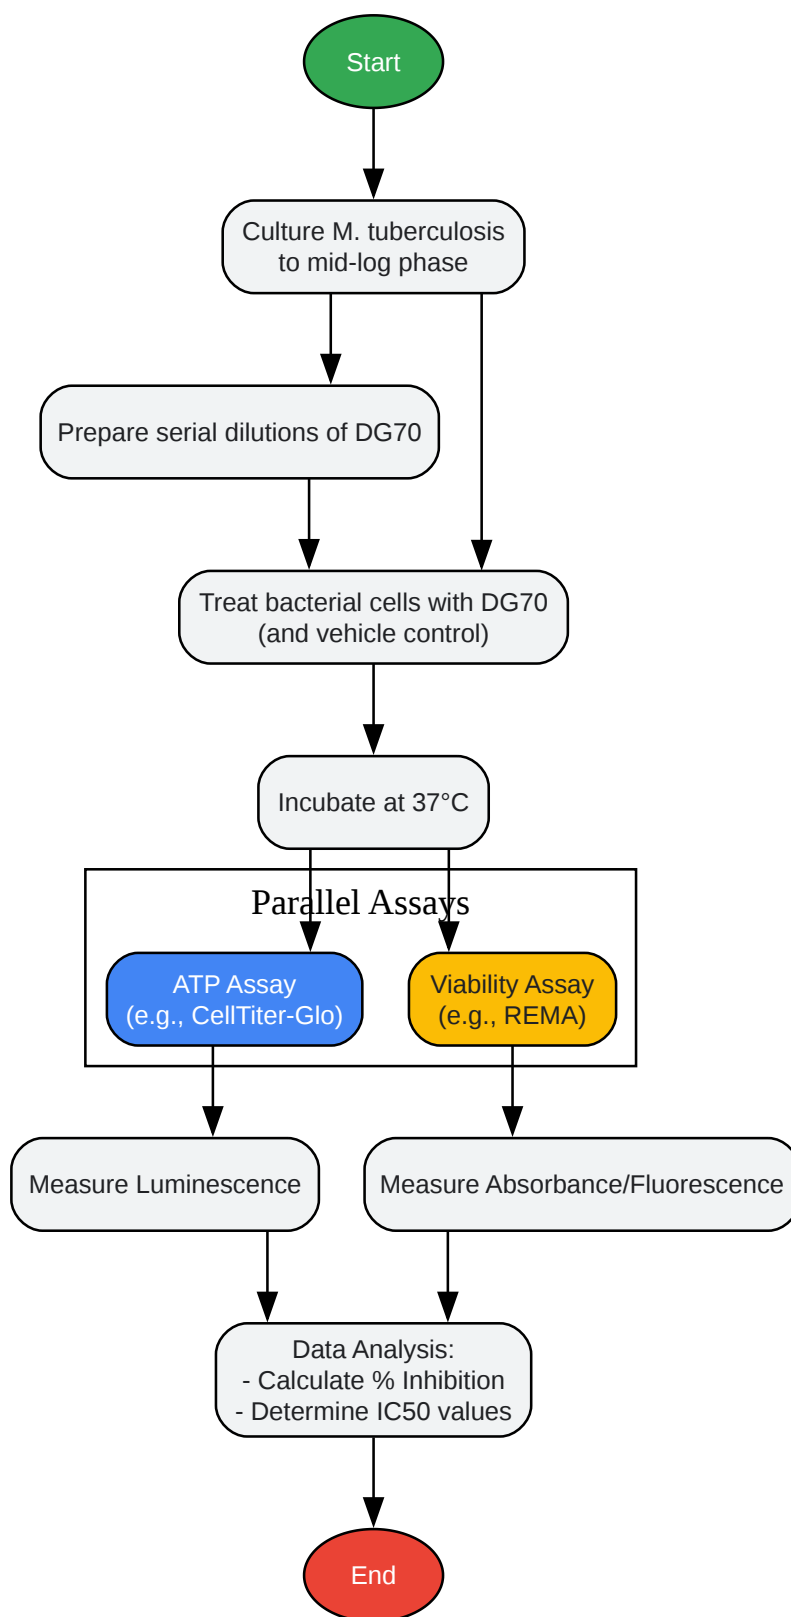 Start
Culture M. tuberculosis
to mid-log phase
Prepare serial dilutions of DG70
Treat bacterial cells with DG70
(and vehicle control)
Incubate at 37°C
Parallel Assays
ATP Assay
(e.g., CellTiter-Glo)
Viability Assay
(e.g., REMA)
Measure Luminescence
Measure Absorbance/Fluorescence
Data Analysis:
- Calculate % Inhibition
- Determine IC50 values
End